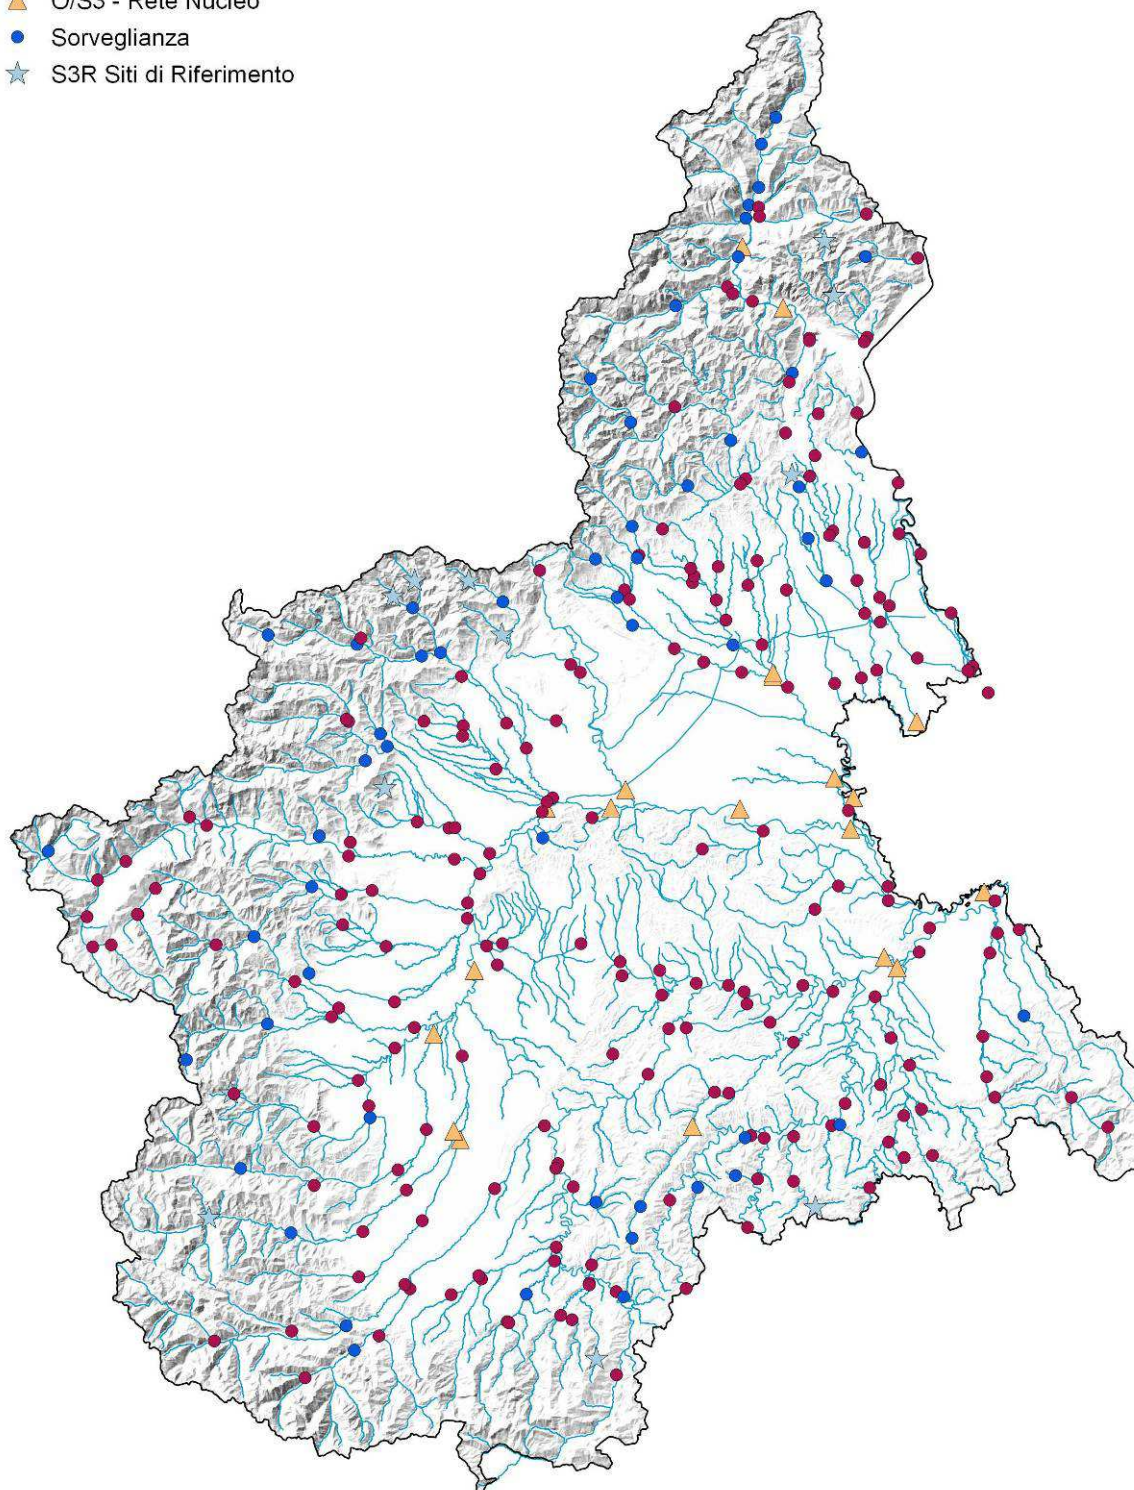 O/S3 - Rete Nucleo
Sorveglianza
S3R Siti di Riferimento